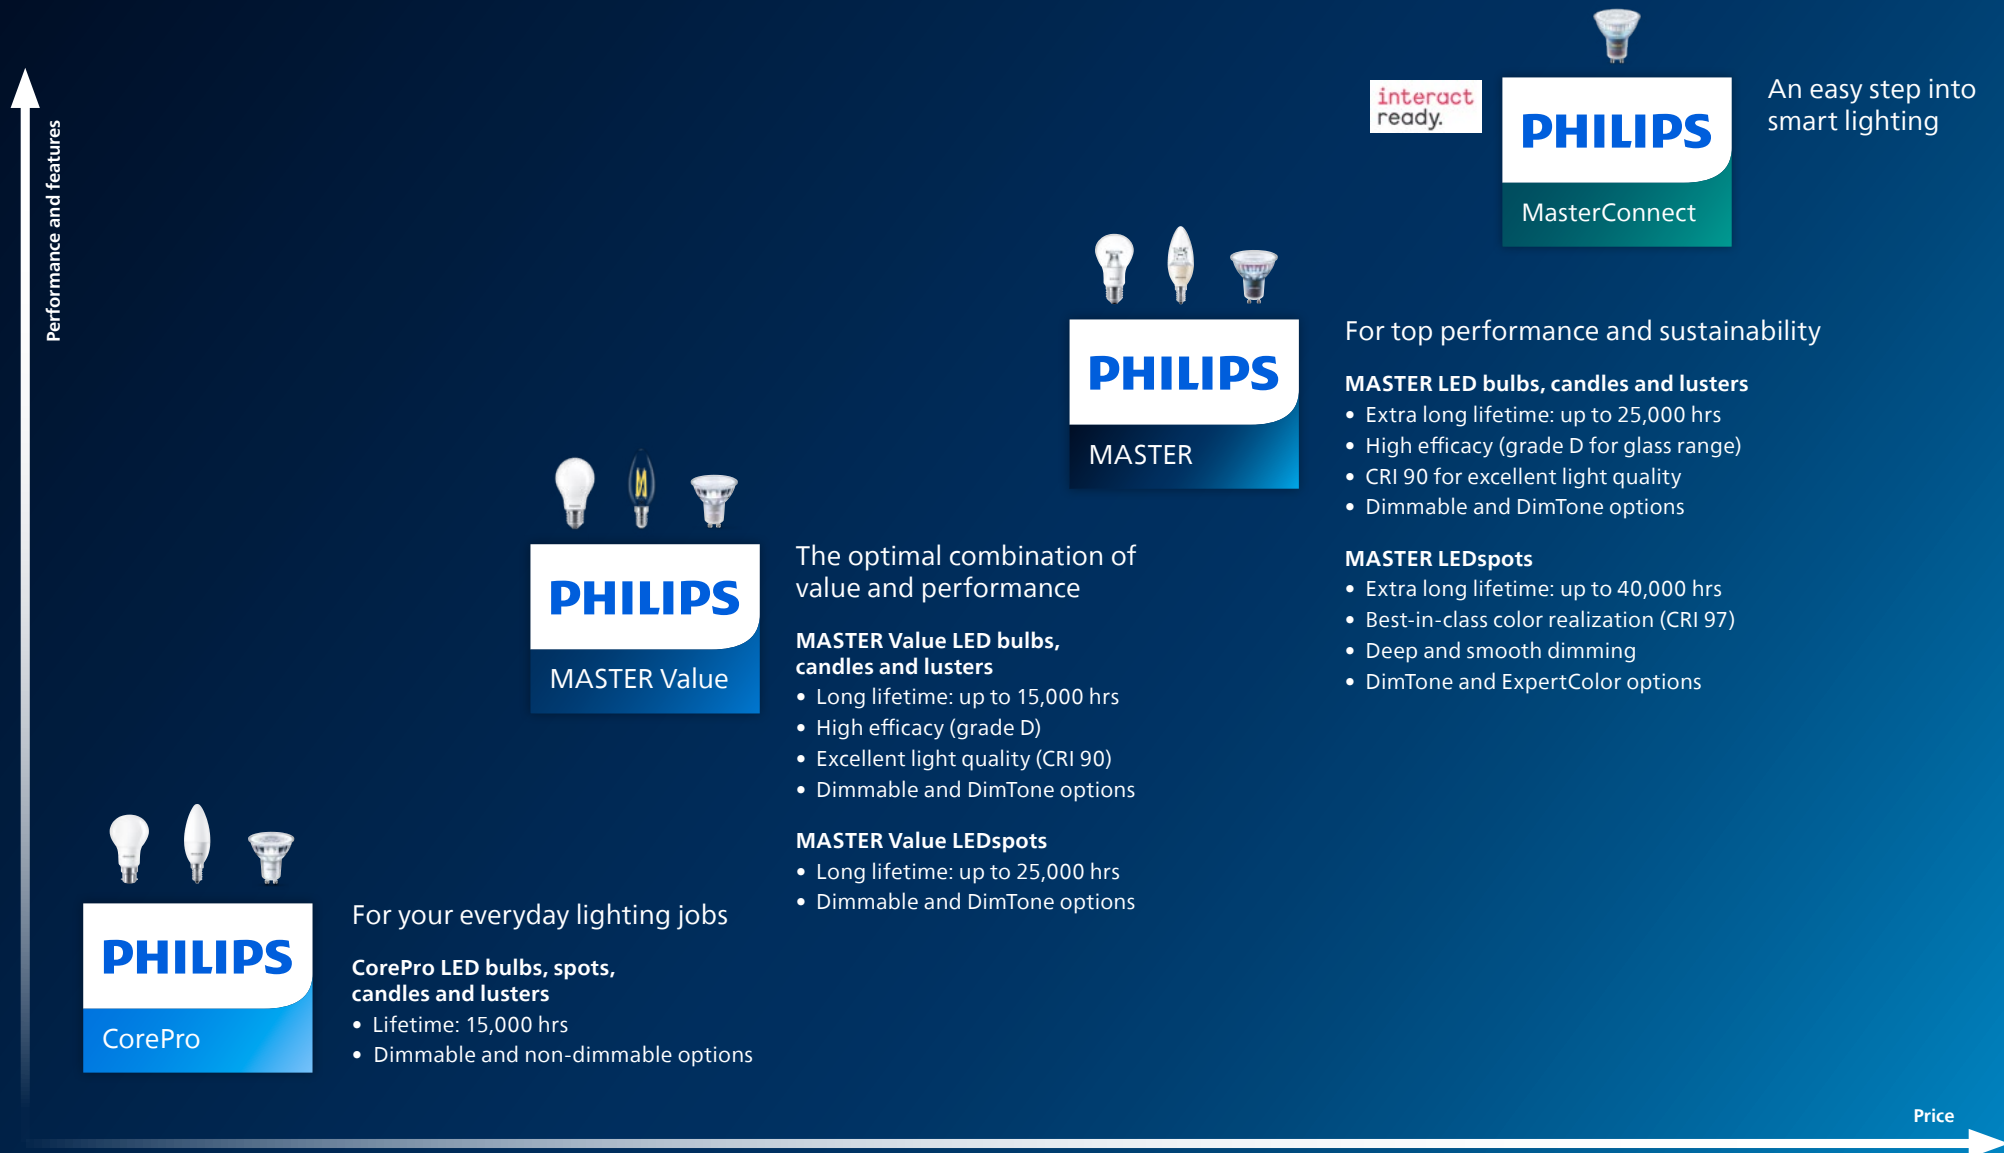 Performance and features
interact
ready.
PHILIPS
MasterConnect
An easy step into
smart lighting
PHILIPS
MASTER
For top performance and sustainability
MASTER LED bulbs, candles and lusters
• Extra long lifetime: up to 25,000 hrs
• High efficacy (grade D for glass range)
• CRI 90 for excellent light quality
• Dimmable and DimTone options
MASTER LEDspots
• Extra long lifetime: up to 40,000 hrs
• Best-in-class color realization (CRI 97)
• Deep and smooth dimming
• DimTone and ExpertColor options
PHILIPS
MASTER Value
The optimal combination of
value and performance
MASTER Value LED bulbs,
candles and lusters
• Long lifetime: up to 15,000 hrs
• High efficacy (grade D)
• Excellent light quality (CRI 90)
• Dimmable and DimTone options
MASTER Value LEDspots
• Long lifetime: up to 25,000 hrs
• Dimmable and DimTone options
PHILIPS
CorePro
For your everyday lighting jobs
CorePro LED bulbs, spots,
candles and lusters
• Lifetime: 15,000 hrs
• Dimmable and non-dimmable options
Price